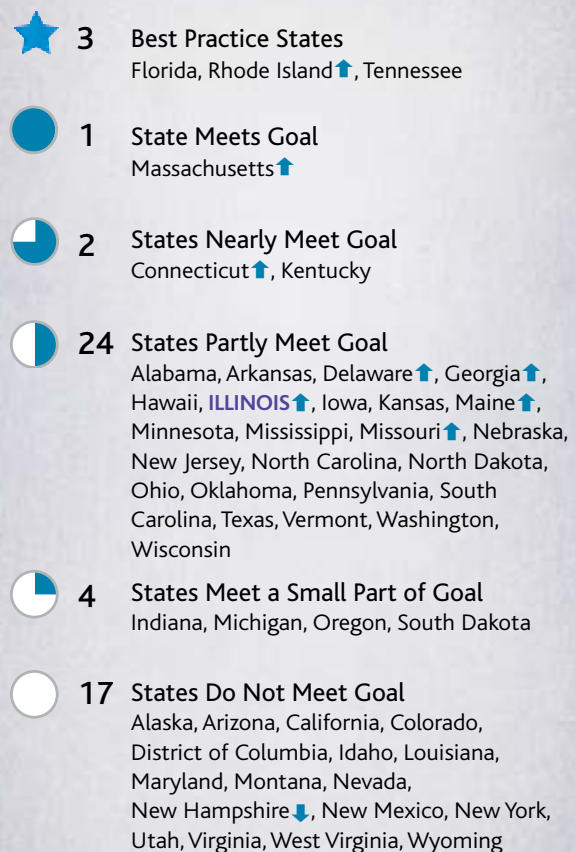 3 Best Practice States
Florida, Rhode Island⬆, Tennessee
1 State Meets Goal
Massachusetts⬆
2 States Nearly Meet Goal
Connecticut⬆, Kentucky
24 States Partly Meet Goal
Alabama, Arkansas, Delaware⬆, Georgia⬆,
Hawaii, ILLINOIS⬆, Iowa, Kansas, Maine⬆,
Minnesota, Mississippi, Missouri⬆, Nebraska,
New Jersey, North Carolina, North Dakota,
Ohio, Oklahoma, Pennsylvania, South
Carolina, Texas, Vermont, Washington,
Wisconsin
4 States Meet a Small Part of Goal
Indiana, Michigan, Oregon, South Dakota
17 States Do Not Meet Goal
Alaska, Arizona, California, Colorado,
District of Columbia, Idaho, Louisiana,
Maryland, Montana, Nevada,
New Hampshire⬇, New Mexico, New York,
Utah, Virginia, West Virginia, Wyoming